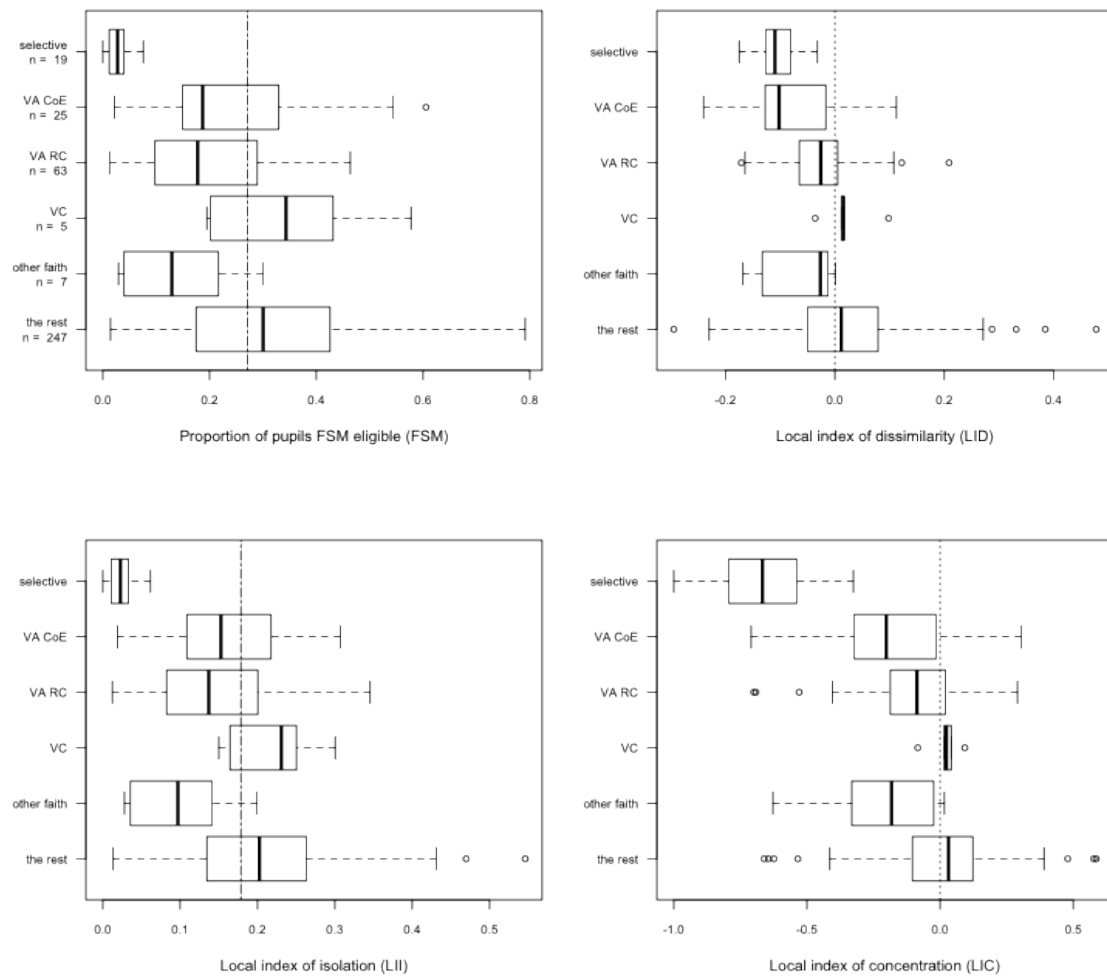 selective
n = 19
VA CoE
n = 25
VA RC
n = 63
VC
n = 5
other faith
n = 7
the rest
n = 247
0.0 0.2 0.4 0.6 0.8
Proportion of pupils FSM eligible (FSM)
selective
VA CoE
VA RC
VC
other faith
the rest
-0.2 0.0 0.2 0.4
Local index of dissimilarity (LID)
selective
VA CoE
VA RC
VC
other faith
the rest
0.0 0.1 0.2 0.3 0.4 0.5
Local index of isolation (LII)
selective
VA CoE
VA RC
VC
other faith
the rest
-1.0 -0.5 0.0 0.5
Local index of concentration (LIC)